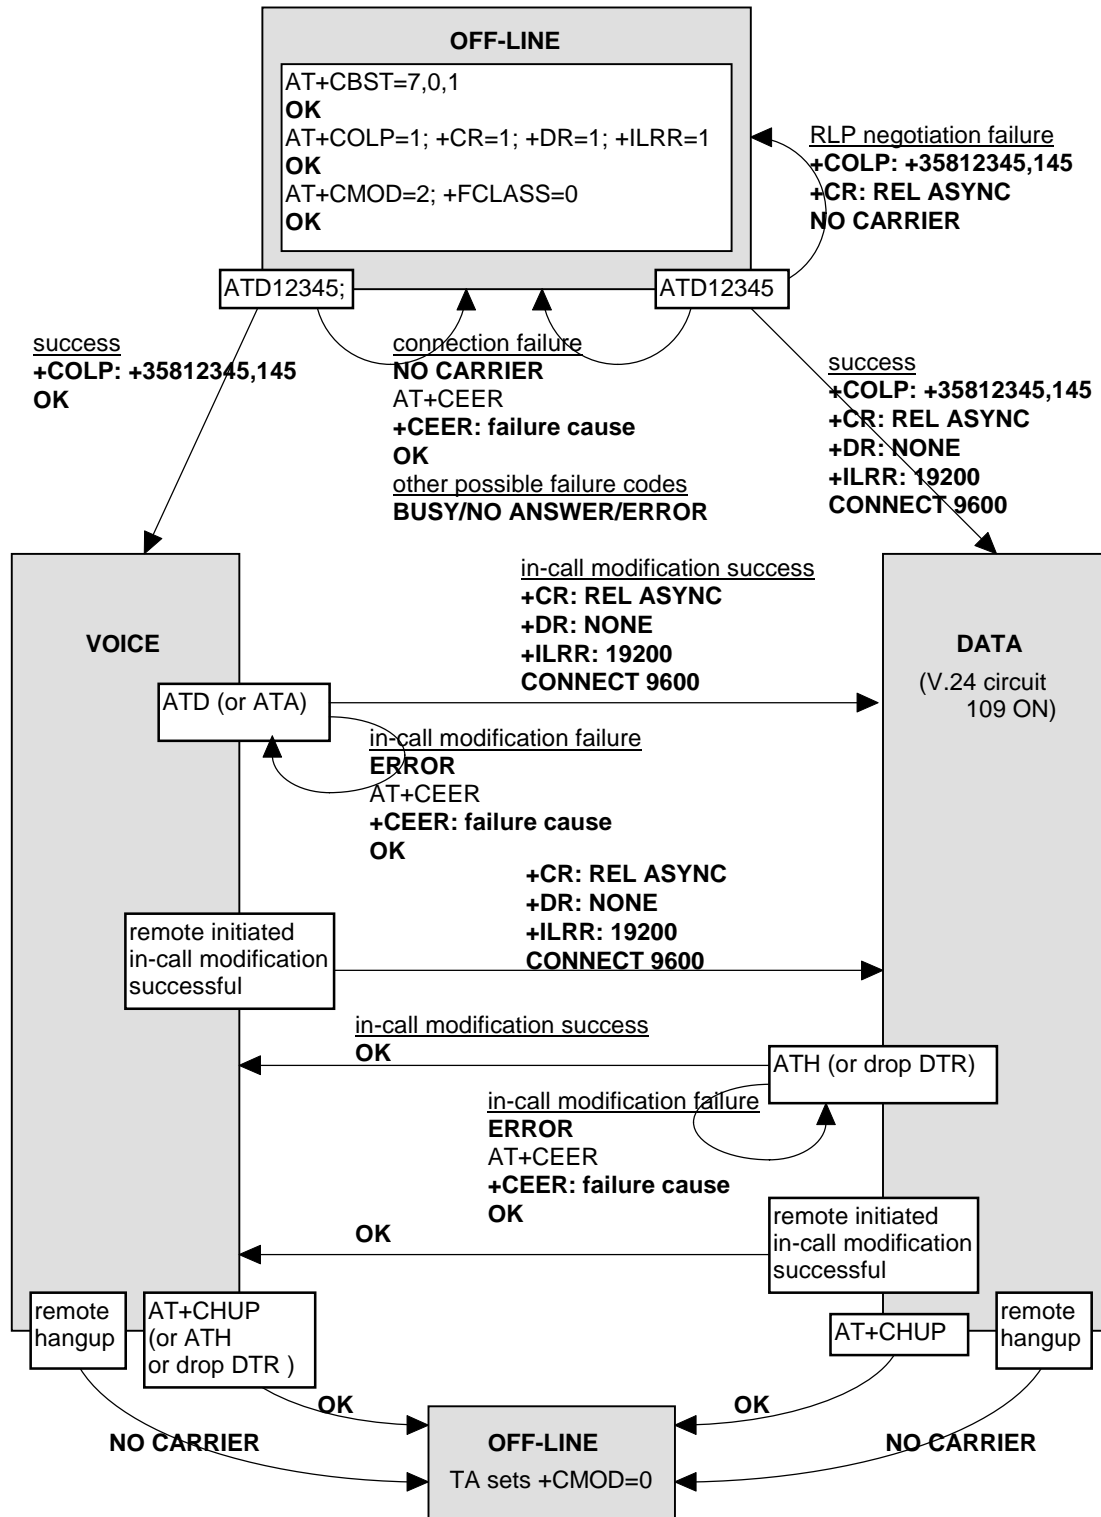 OFF-LINE
AT+CBST=7,0,1
OK
AT+COLP=1; +CR=1; +DR=1; +ILRR=1
OK
AT+CMOD=2; +FCLASS=0
OK
RLP negotiation failure
+COLP: +35812345,145
+CR: REL ASYNC
NO CARRIER
ATD12345;
ATD12345
success
+COLP: +35812345,145
OK
connection failure
NO CARRIER
AT+CEER
+CEER: failure cause
OK
other possible failure codes
BUSY/NO ANSWER/ERROR
success
+COLP: +35812345,145
+CR: REL ASYNC
+DR: NONE
+ILRR: 19200
CONNECT 9600
VOICE
in-call modification success
+CR: REL ASYNC
+DR: NONE
+ILRR: 19200
CONNECT 9600
DATA
(V.24 circuit
109 ON)
ATD (or ATA)
in-call modification failure
ERROR
AT+CEER
+CEER: failure cause
OK
+CR: REL ASYNC
+DR: NONE
+ILRR: 19200
CONNECT 9600
remote initiated
in-call modification
successful
in-call modification success
OK
ATH (or drop DTR)
in-call modification failure
ERROR
AT+CEER
+CEER: failure cause
OK
remote initiated
in-call modification
successful
OK
remote
hangup
AT+CHUP
(or ATH
or drop DTR )
AT+CHUP
remote
hangup
OK
OK
NO CARRIER
NO CARRIER
OFF-LINE
TA sets +CMOD=0